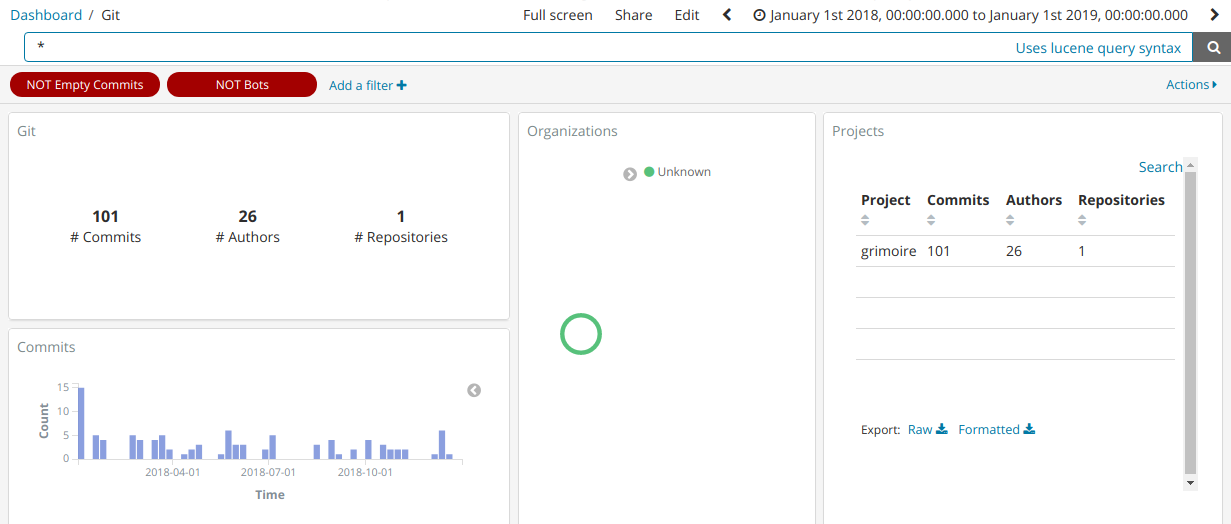 Dashboard / Git
Full screen Share Edit January 1st 2018, 00:00:00.000 to January 1st 2019, 00:00:00.000
* Uses lucene query syntax
NOT Empty Commits NOT Bots Add a filter + Actions
Git
101 26 1
# Commits # Authors # Repositories
Commits
15
10
5
0
Count
2018-04-01 2018-07-01 2018-10-01
Time
Organizations
Unknown
Projects
Search
Project Commits Authors Repositories
grimoire 101 26 1
Export: Raw Formatted